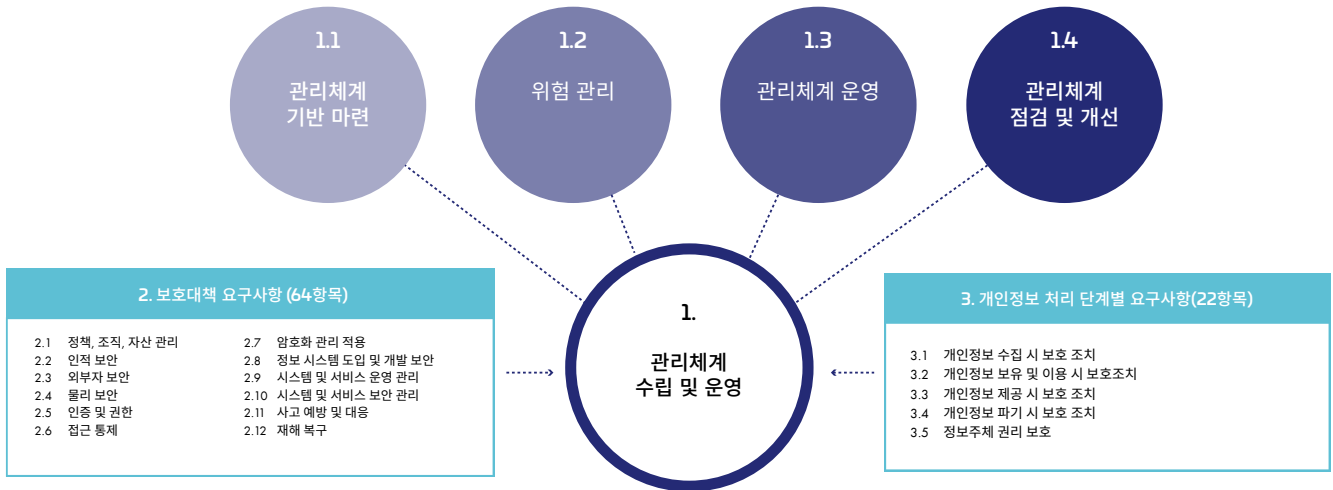 1.1
관리체계
기반 마련
1.2
위험 관리
1.3
관리체계 운영
1.4
관리체계
점검 및 개선
1.
관리체계
수립 및 운영
2. 보호대책 요구사항 (64항목)
2.1 정책, 조직, 자산 관리
2.2 인적 보안
2.3 외부자 보안
2.4 물리 보안
2.5 인증 및 권한
2.6 접근 통제
2.7 암호화 관리 적용
2.8 정보 시스템 도입 및 개발 보안
2.9 시스템 및 서비스 운영 관리
2.10 시스템 및 서비스 보안 관리
2.11 사고 예방 및 대응
2.12 재해 복구
3. 개인정보 처리 단계별 요구사항(22항목)
3.1 개인정보 수집 시 보호 조치
3.2 개인정보 보유 및 이용 시 보호조치
3.3 개인정보 제공 시 보호 조치
3.4 개인정보 파기 시 보호 조치
3.5 정보주체 권리 보호